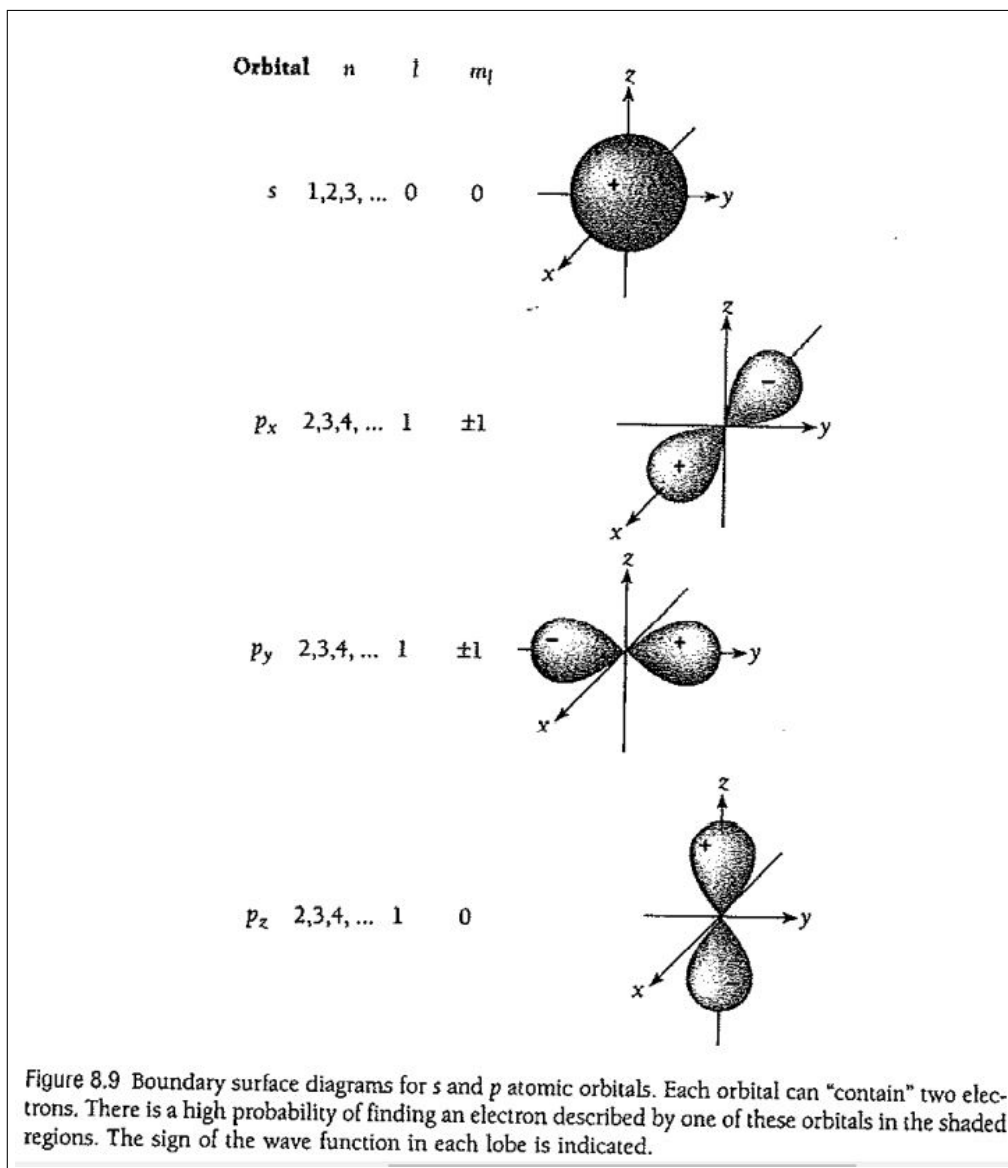 Orbital n l m_l
z
+
s 1,2,3, ... 0 0
y
x
z
−
p_x 2,3,4, ... 1 ±1
y
+
x
z
− +
p_y 2,3,4, ... 1 ±1
y
x
z
+
p_z 2,3,4, ... 1 0
y
x
Figure 8.9 Boundary surface diagrams for s and p atomic orbitals. Each orbital can “contain” two elec-
trons. There is a high probability of finding an electron described by one of these orbitals in the shaded
regions. The sign of the wave function in each lobe is indicated.